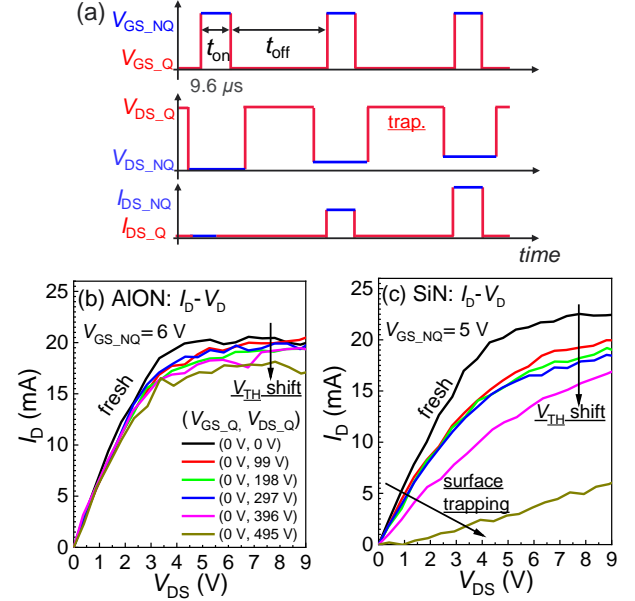 (a)
V_GS_NQ
t_on
t_off
V_GS_Q
9.6 μs
V_DS_Q
trap.
V_DS_NQ
I_DS_NQ
I_DS_Q
time
(b) AlON: I_D-V_D
V_GS_NQ = 6 V
fresh
V_TH shift
(V_GS_Q, V_DS_Q)
(0 V, 0 V)
(0 V, 99 V)
(0 V, 198 V)
(0 V, 297 V)
(0 V, 396 V)
(0 V, 495 V)
I_D (mA)
25
20
15
10
5
0
0 1 2 3 4 5 6 7 8 9
V_DS (V)
(c) SiN: I_D-V_D
V_GS_NQ = 5 V
fresh
V_TH shift
surface
trapping
I_D (mA)
25
20
15
10
5
0
0 1 2 3 4 5 6 7 8 9
V_DS (V)